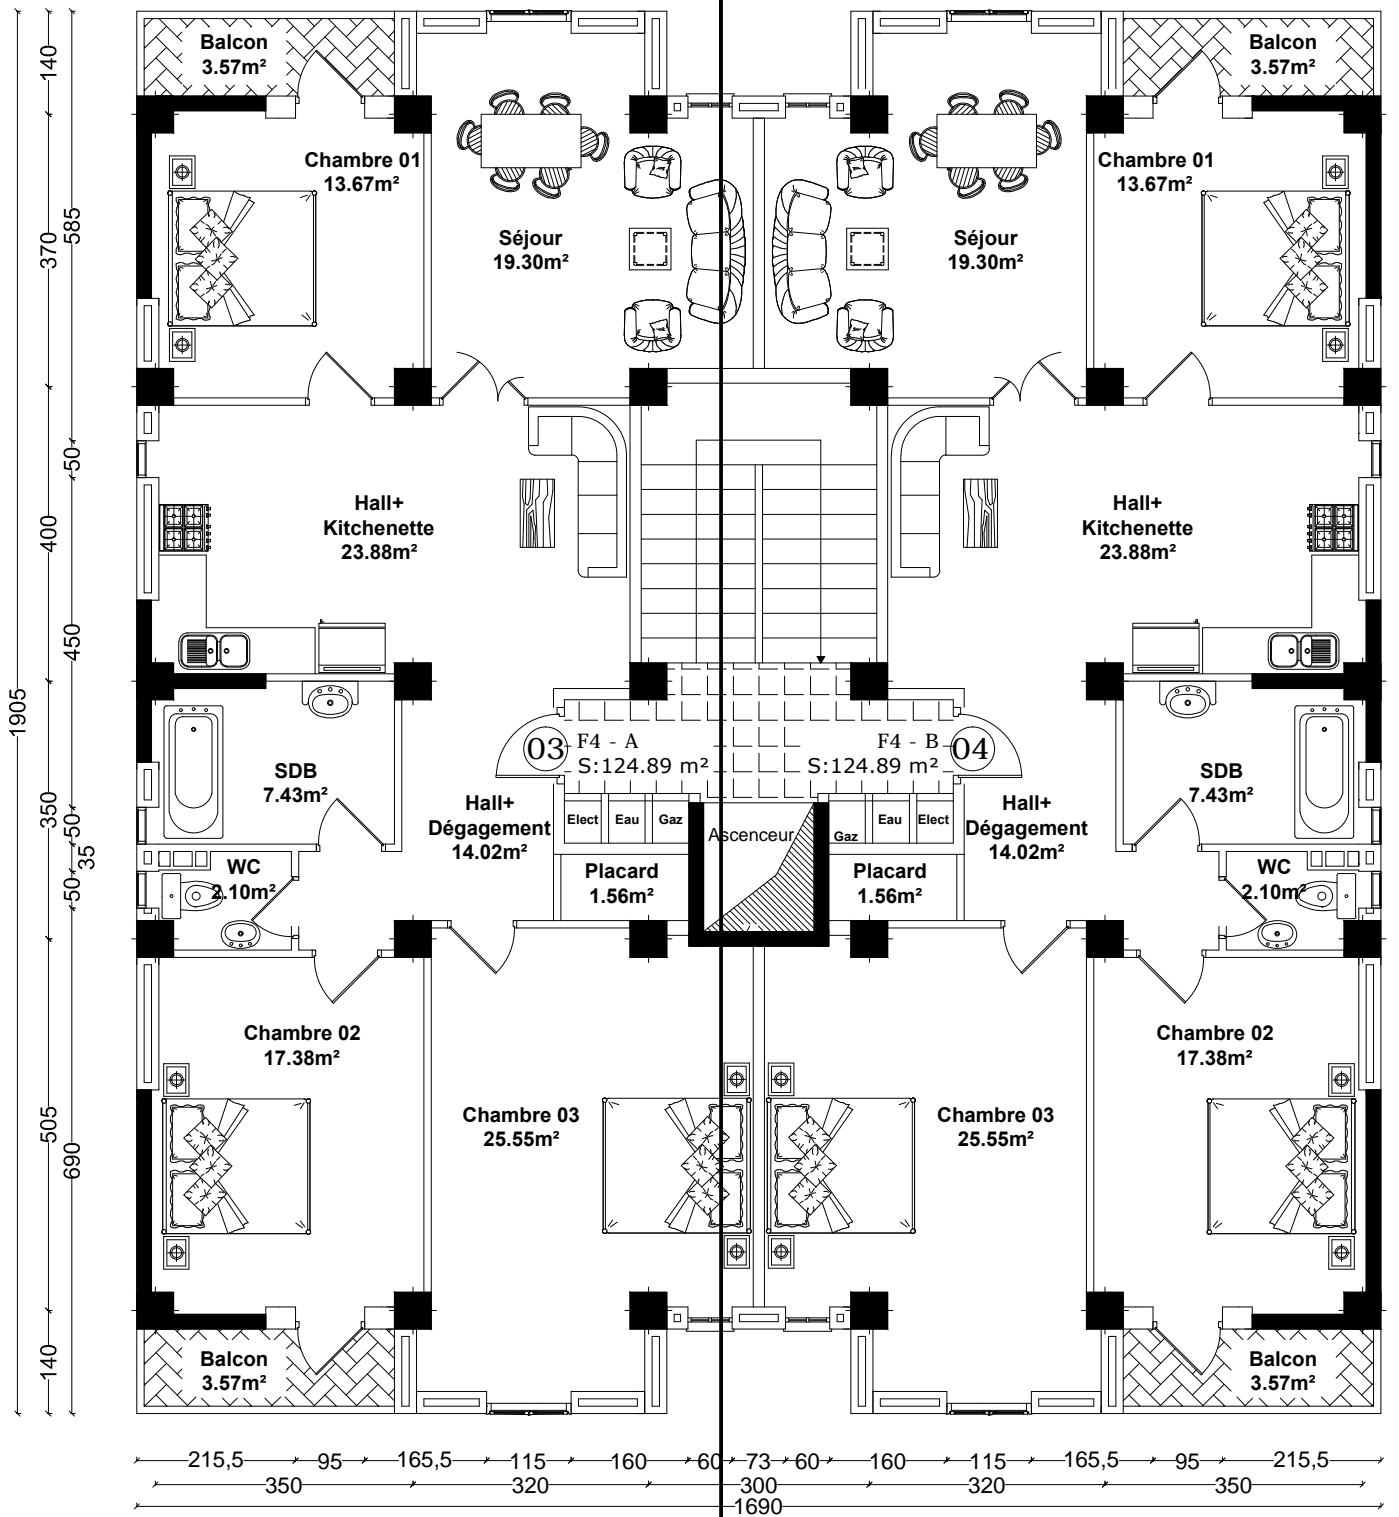 Balcon
3.57m²
Balcon
3.57m²
Chambre 01
13.67m²
Chambre 01
13.67m²
Séjour
19.30m²
Séjour
19.30m²
Hall+
Kitchenette
23.88m²
Hall+
Kitchenette
23.88m²
03
F4 - A
S:124.89 m²
F4 - B
S:124.89 m²
04
SDB
7.43m²
SDB
7.43m²
Hall+
Dégagement
14.02m²
Hall+
Dégagement
14.02m²
Elect
Eau
Gaz
Ascenceur
Gaz
Eau
Elect
WC
2.10m²
Placard
1.56m²
Placard
1.56m²
WC
2.10m²
Chambre 02
17.38m²
Chambre 02
17.38m²
Chambre 03
25.55m²
Chambre 03
25.55m²
Balcon
3.57m²
Balcon
3.57m²
1905
140
370
400
350
505
140
585
50
450
50
35
50
690
215,5
95
165,5
115
160
60
73
60
160
115
165,5
95
215,5
350
320
300
320
350
1690